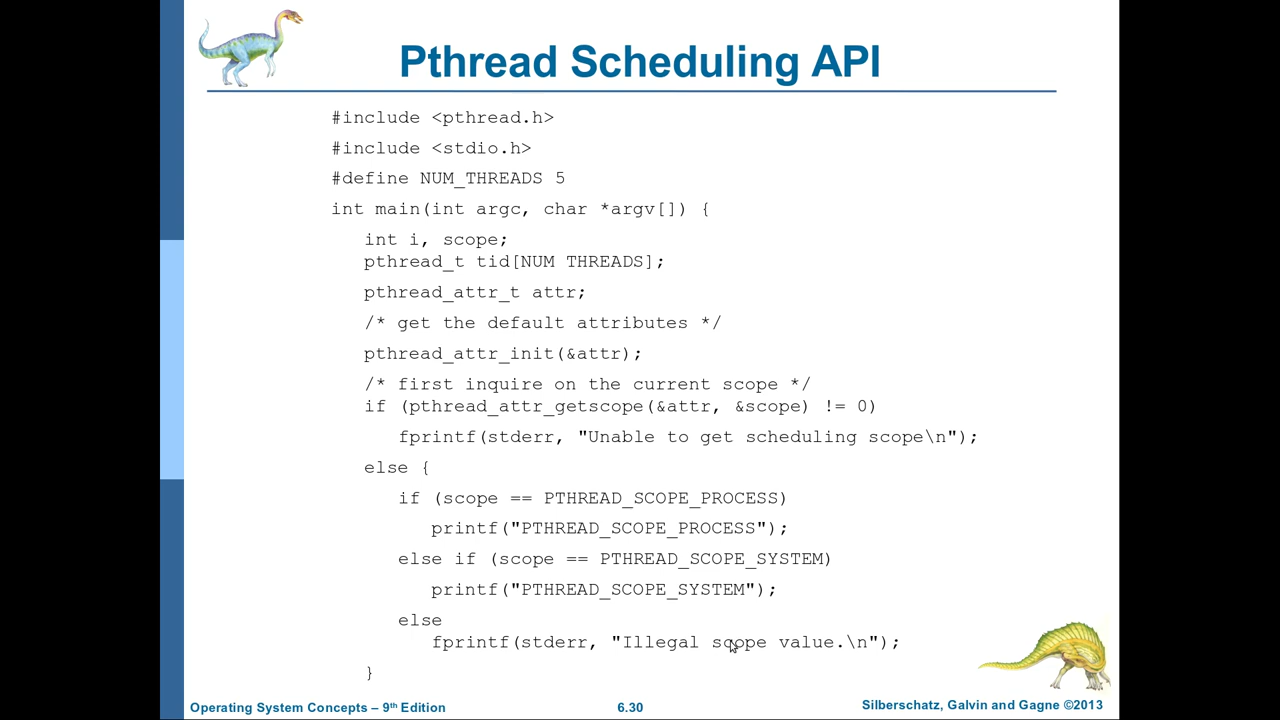 Pthread Scheduling API
#include <pthread.h>
#include <stdio.h>
#define NUM_THREADS 5
int main(int argc, char *argv[]) {
int i, scope;
pthread_t tid[NUM THREADS];
pthread_attr_t attr;
/* get the default attributes */
pthread_attr_init(&attr);
/* first inquire on the current scope */
if (pthread_attr_getscope(&attr, &scope) != 0)
fprintf(stderr, "Unable to get scheduling scope\n");
else {
if (scope == PTHREAD_SCOPE_PROCESS)
printf("PTHREAD_SCOPE_PROCESS");
else if (scope == PTHREAD_SCOPE_SYSTEM)
printf("PTHREAD_SCOPE_SYSTEM");
else
fprintf(stderr, "Illegal scope value.\n");
}
Operating System Concepts – 9th Edition
6.30
Silberschatz, Galvin and Gagne ©2013